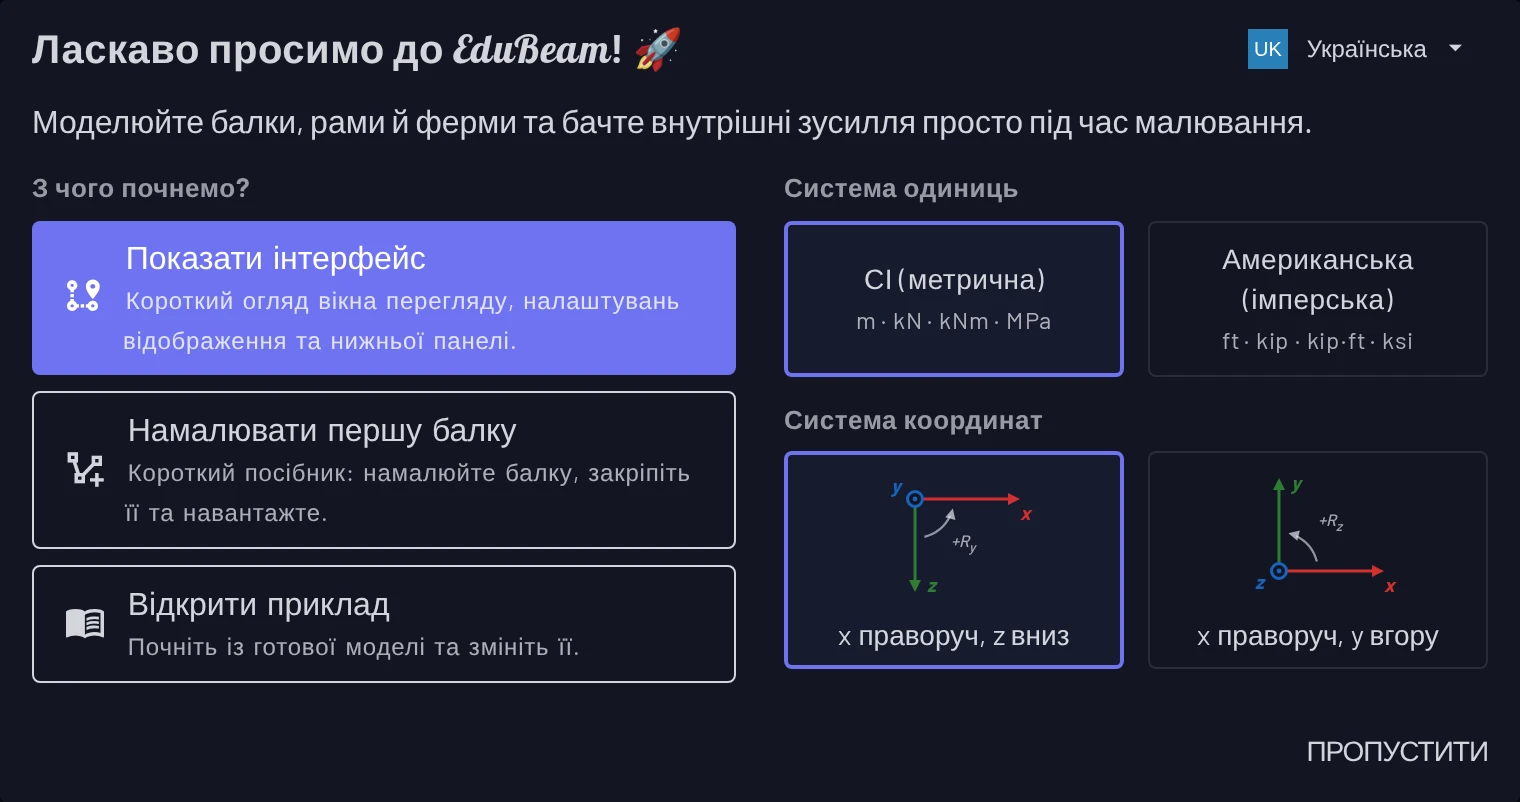 Ласкаво просимо до EduBeam! 🚀
UK Українська
Моделюйте балки, рами й ферми та бачте внутрішні зусилля просто під час малювання.
З чого почнемо?
Показати інтерфейс
Короткий огляд вікна перегляду, налаштувань
відображення та нижньої панелі.
Намалювати першу балку
Короткий посібник: намалюйте балку, закріпіть
її та навантажте.
Відкрити приклад
Почніть із готової моделі та змініть її.
Система одиниць
СІ (метрична)
m · kN · kNm · MPa
Американська
(імперська)
ft · kip · kip·ft · ksi
Система координат
y
x
+Ry
z
x праворуч, z вниз
y
+Rz
z
x
x праворуч, y вгору
ПРОПУСТИТИ